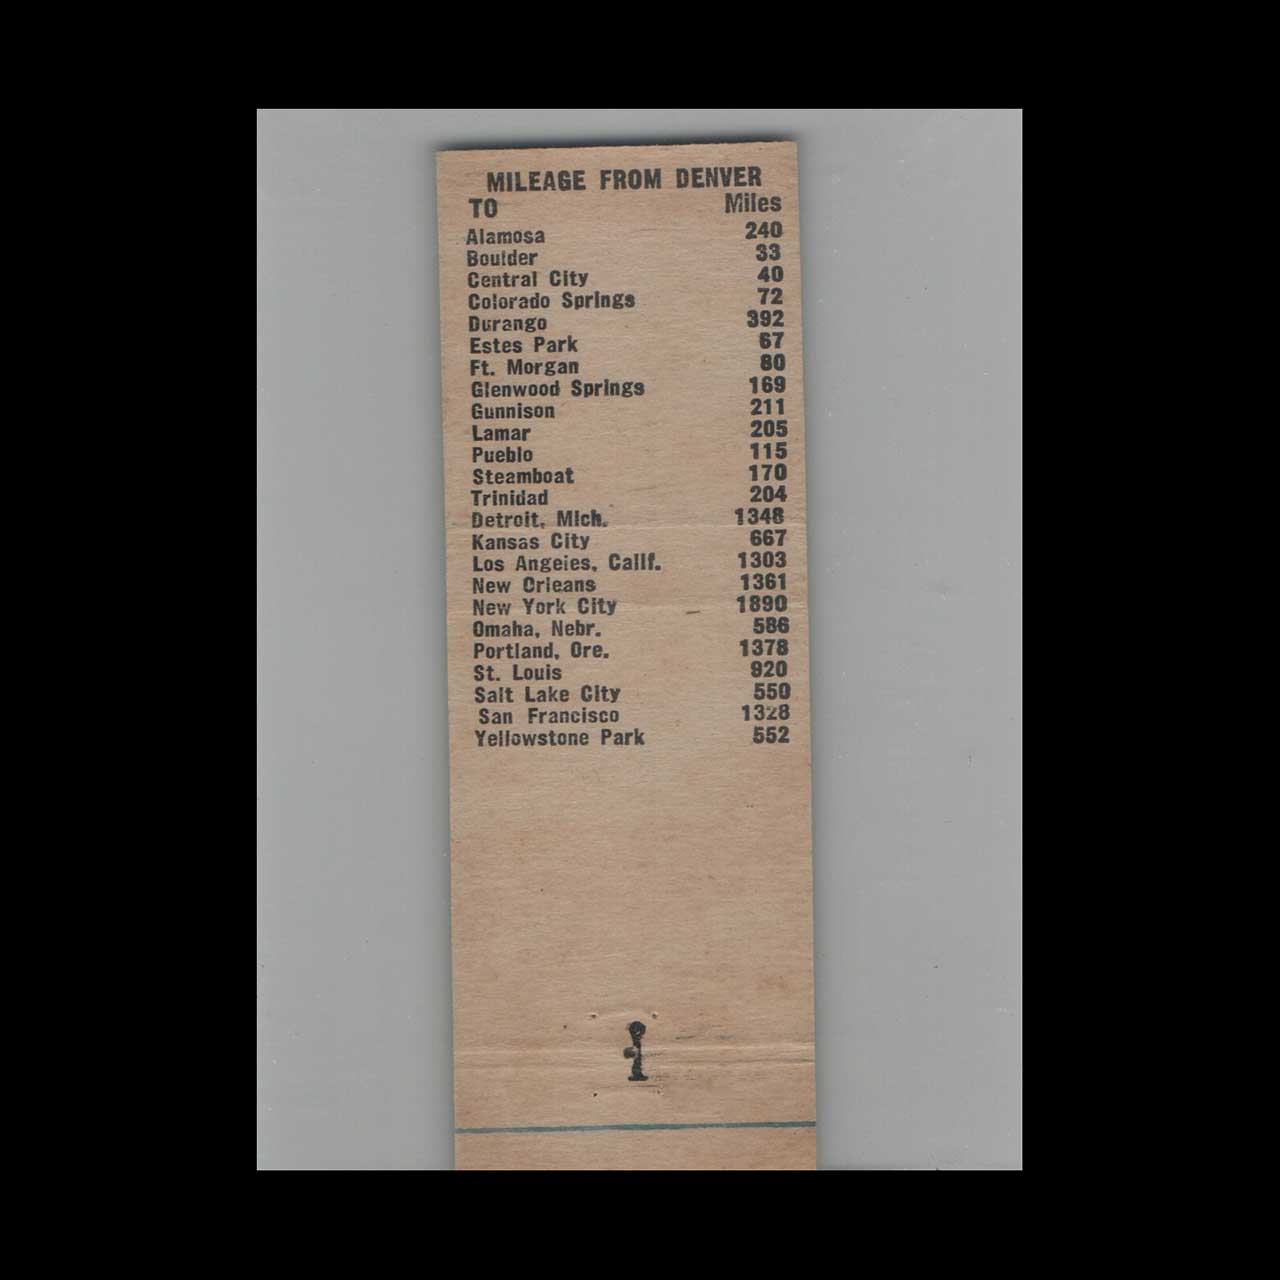 MILEAGE FROM DENVER
TO Miles
Alamosa 240
Boulder 33
Central City 40
Colorado Springs 72
Durango 392
Estes Park 67
Ft. Morgan 80
Glenwood Springs 169
Gunnison 211
Lamar 205
Pueblo 115
Steamboat 170
Trinidad 204
Detroit, Mich. 1348
Kansas City 667
Los Angeles, Calif. 1303
New Orleans 1361
New York City 1890
Omaha, Nebr. 586
Portland, Ore. 1378
St. Louis 920
Salt Lake City 550
San Francisco 1328
Yellowstone Park 552